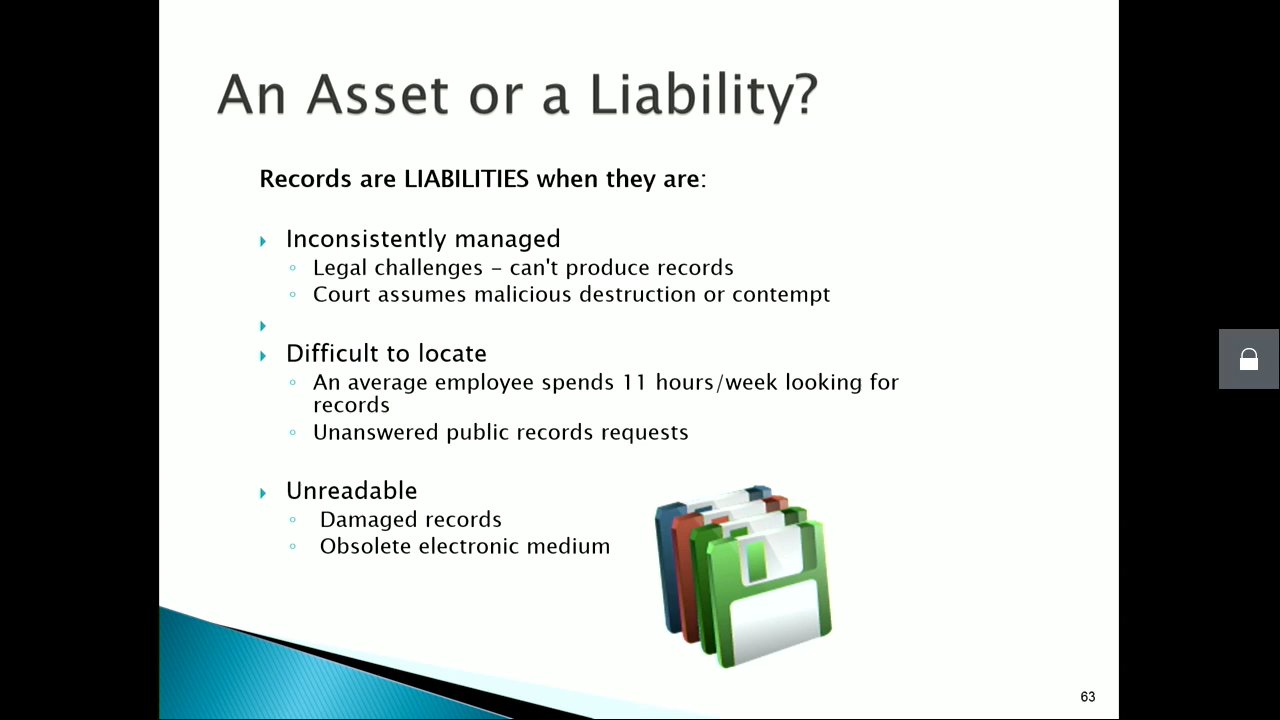 An Asset or a Liability?
Records are LIABILITIES when they are:
Inconsistently managed
Legal challenges – can't produce records
Court assumes malicious destruction or contempt
Difficult to locate
An average employee spends 11 hours/week looking for
records
Unanswered public records requests
Unreadable
Damaged records
Obsolete electronic medium
63